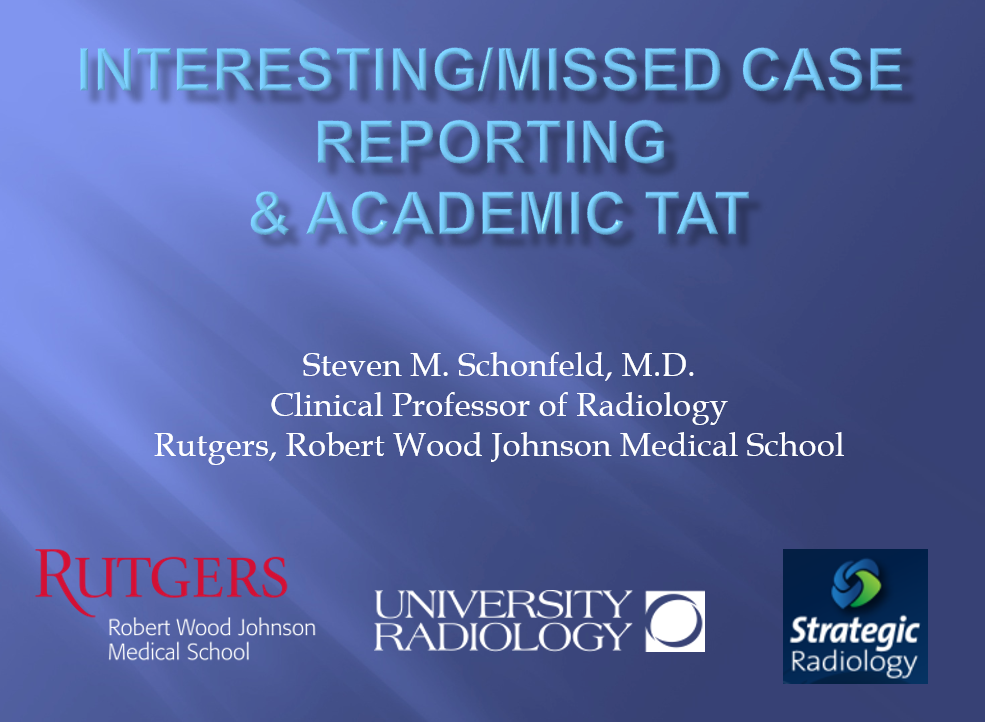 INTERESTING/MISSED CASE
REPORTING
& ACADEMIC TAT
Steven M. Schonfeld, M.D.
Clinical Professor of Radiology
Rutgers, Robert Wood Johnson Medical School
RUTGERS
Robert Wood Johnson
Medical School
UNIVERSITY
RADIOLOGY
Strategic
Radiology